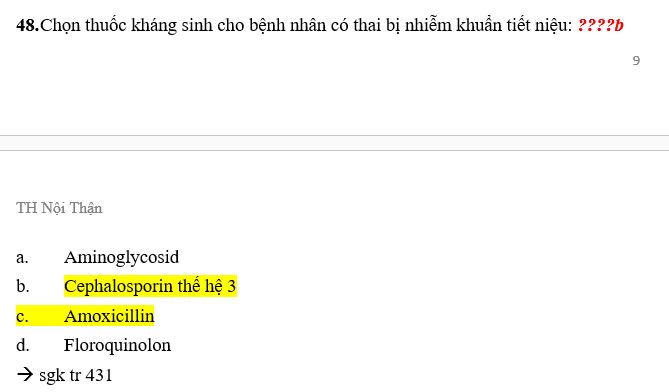 48.Chọn thuốc kháng sinh cho bệnh nhân có thai bị nhiễm khuẩn tiết niệu: ????b
9
TH Nội Thận
a. Aminoglycosid
b. Cephalosporin thế hệ 3
c. Amoxicillin
d. Floroquinolon
→ sgk tr 431